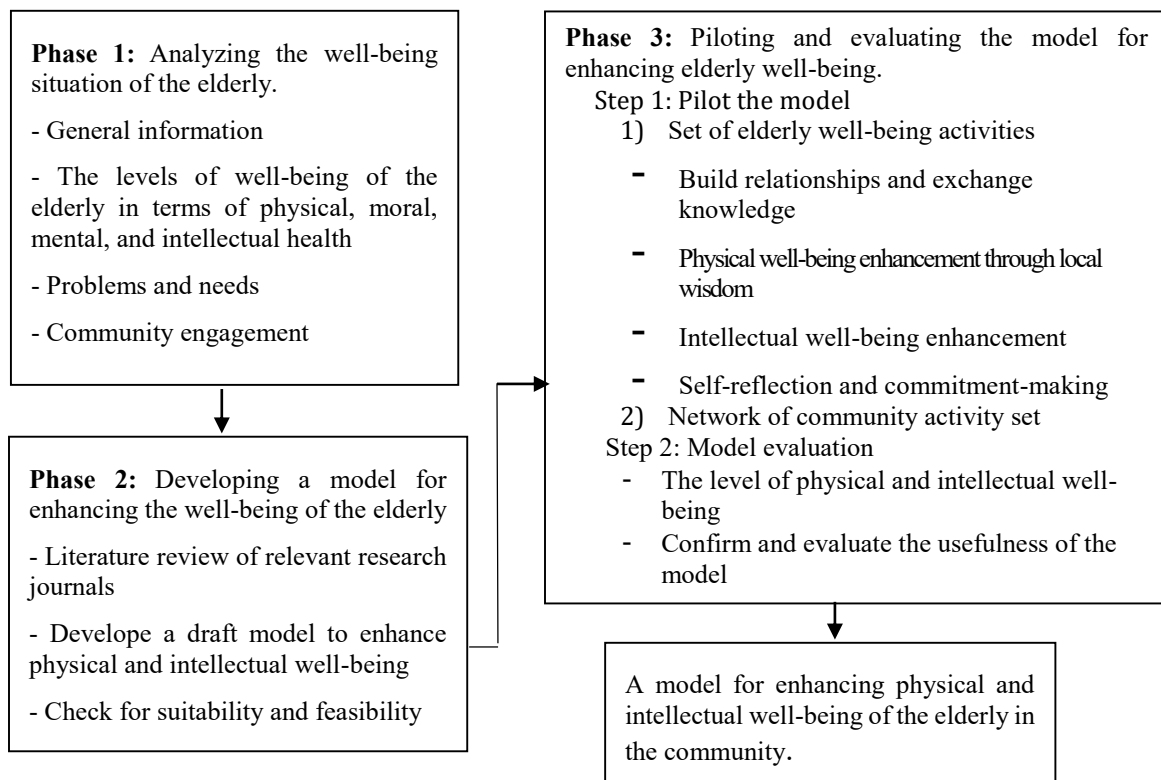 Phase 1: Analyzing the well-being
situation of the elderly.
- General information
- The levels of well-being of the
elderly in terms of physical, moral,
mental, and intellectual health
- Problems and needs
- Community engagement
Phase 2: Developing a model for
enhancing the well-being of the elderly
- Literature review of relevant research
journals
- Develope a draft model to enhance
physical and intellectual well-being
- Check for suitability and feasibility
Phase 3: Piloting and evaluating the model for
enhancing elderly well-being.
Step 1: Pilot the model
1) Set of elderly well-being activities
- Build relationships and exchange
knowledge
- Physical well-being enhancement through local
wisdom
- Intellectual well-being enhancement
- Self-reflection and commitment-making
2) Network of community activity set
Step 2: Model evaluation
- The level of physical and intellectual well-
being
- Confirm and evaluate the usefulness of the
model
A model for enhancing physical and
intellectual well-being of the elderly in
the community.